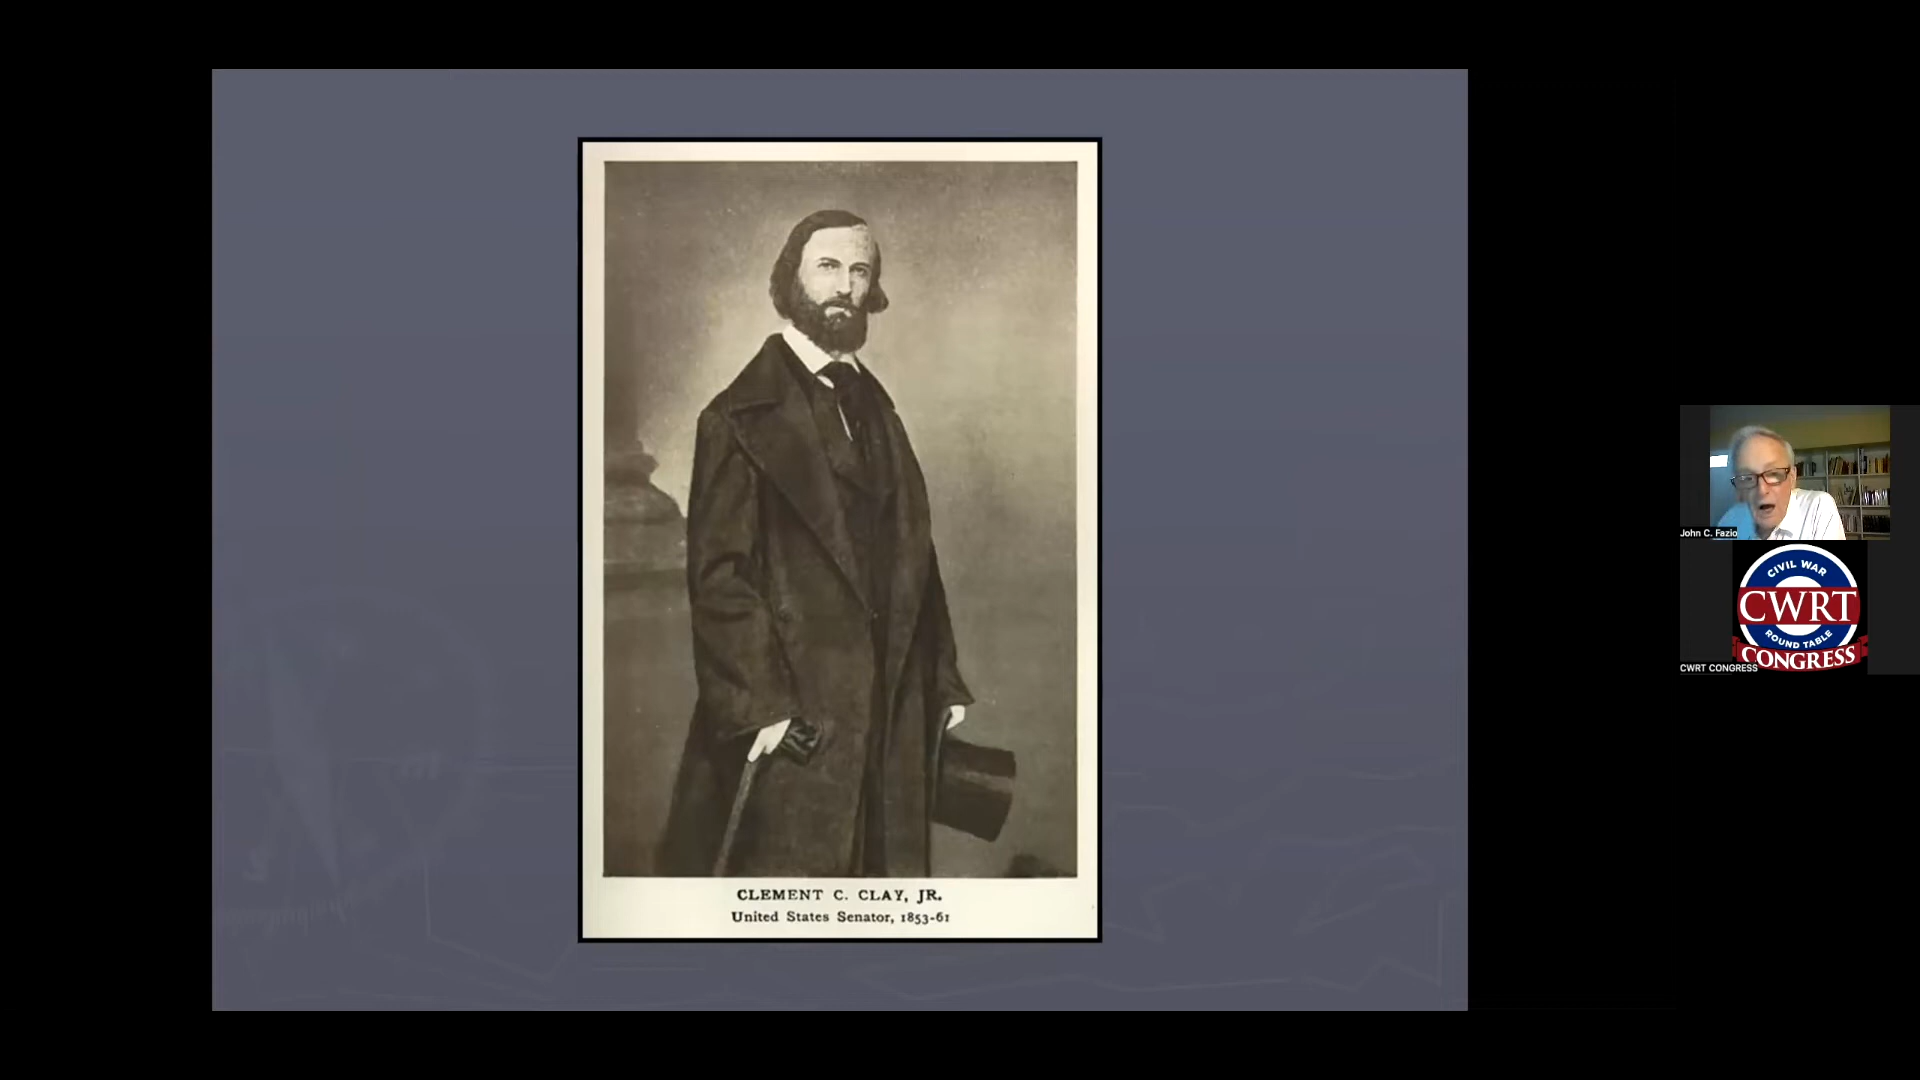 CLEMENT C. CLAY, JR.
United States Senator, 1853-61
John C. Fazio
CIVIL WAR
CWRT
ROUND TABLE
CONGRESS
CWRT CONGRESS